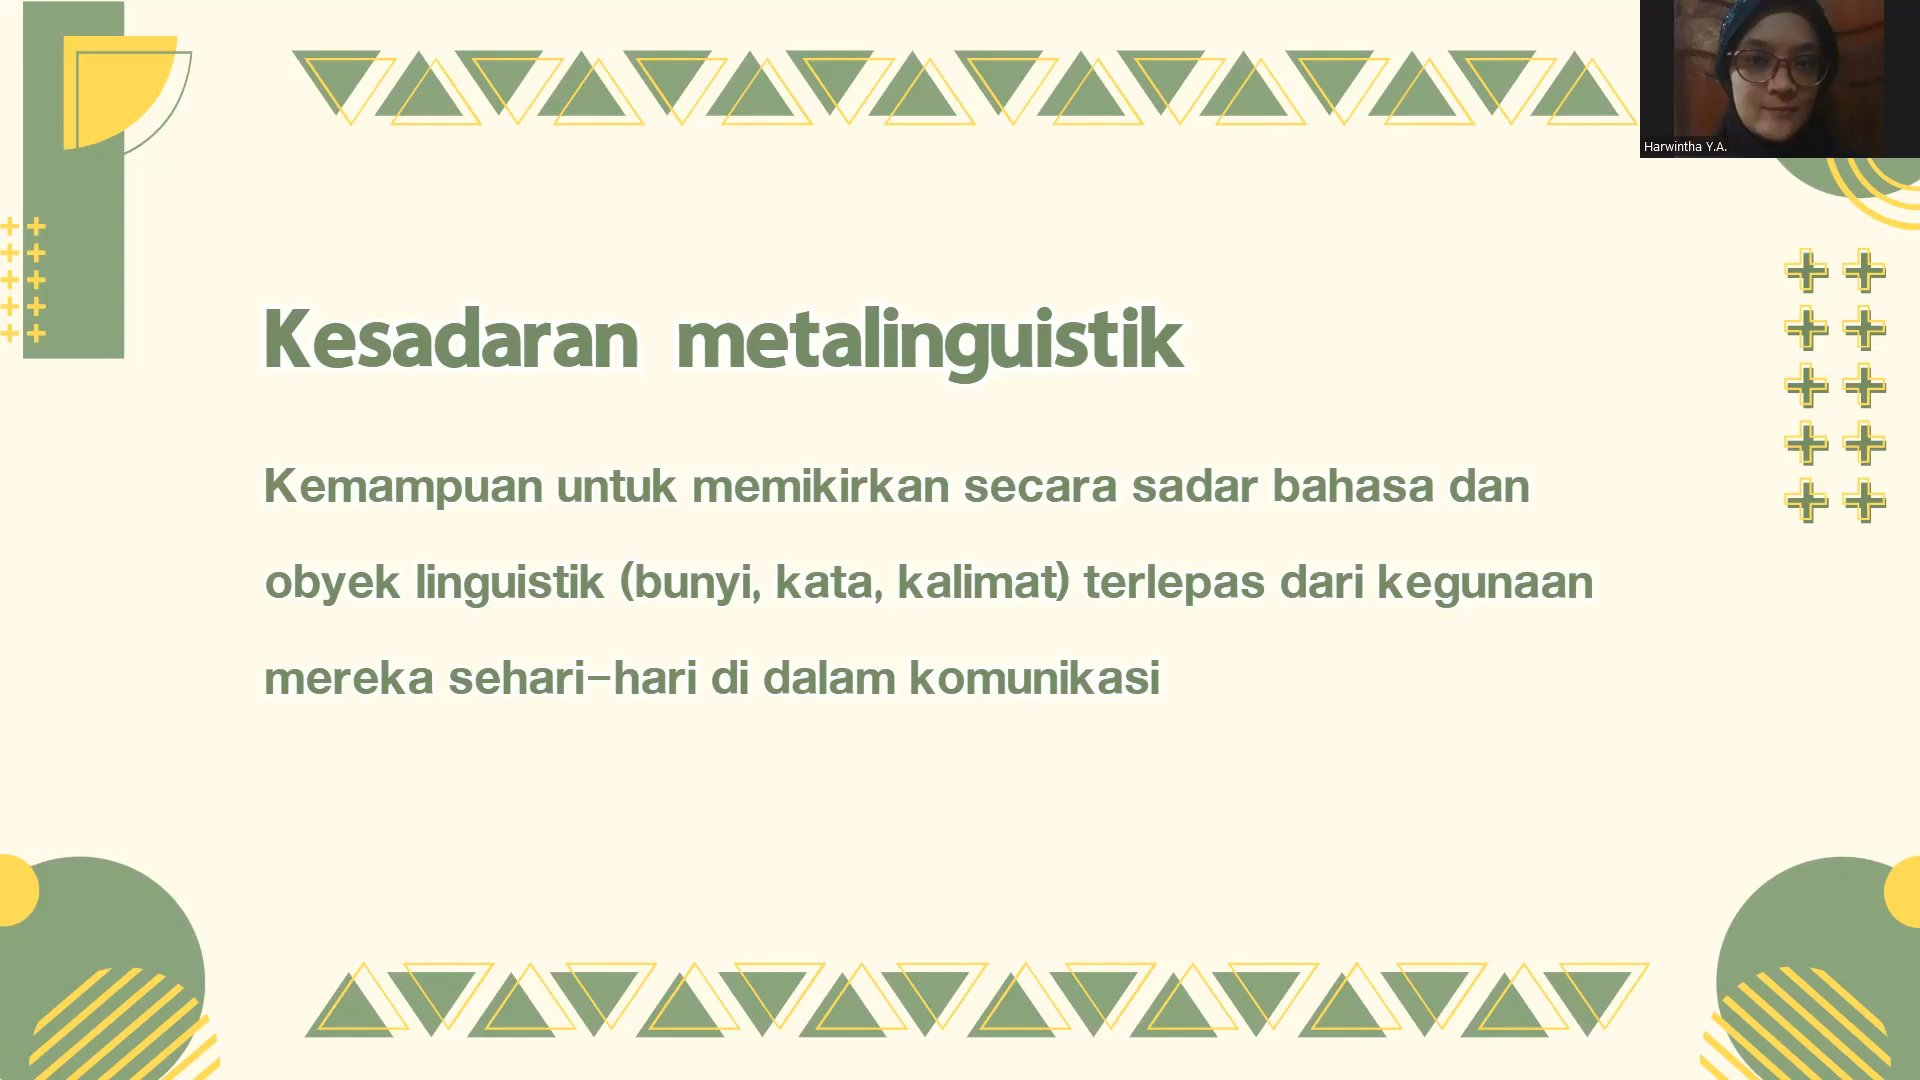 Harwintha Y.A.
Kesadaran metalinguistik
Kemampuan untuk memikirkan secara sadar bahasa dan
obyek linguistik (bunyi, kata, kalimat) terlepas dari kegunaan
mereka sehari-hari di dalam komunikasi